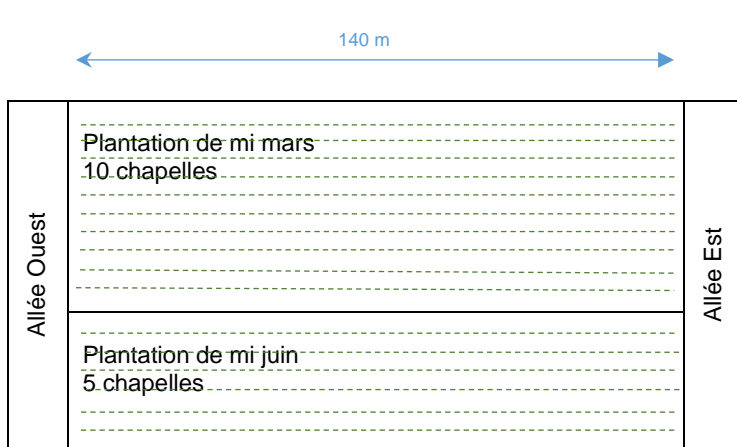 140 m
Plantation de mi mars
10 chapelles
Allée Ouest
Allée Est
Plantation de mi juin
5 chapelles